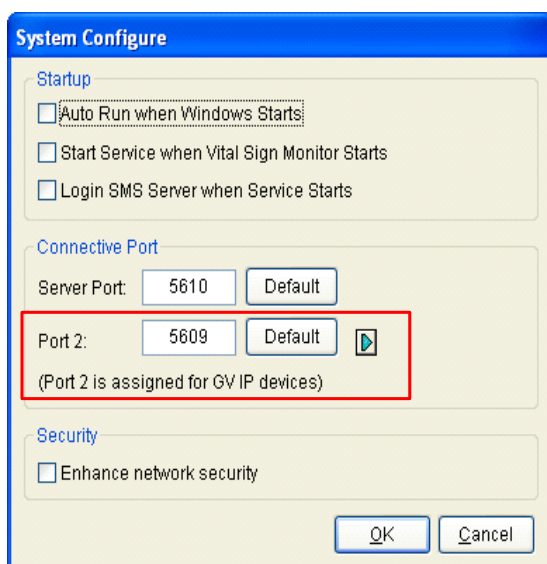 System Configure
Startup
Auto Run when Windows Starts
Start Service when Vital Sign Monitor Starts
Login SMS Server when Service Starts
Connective Port
Server Port: 5610 Default
Port 2: 5609 Default
(Port 2 is assigned for GV IP devices)
Security
Enhance network security
OK Cancel